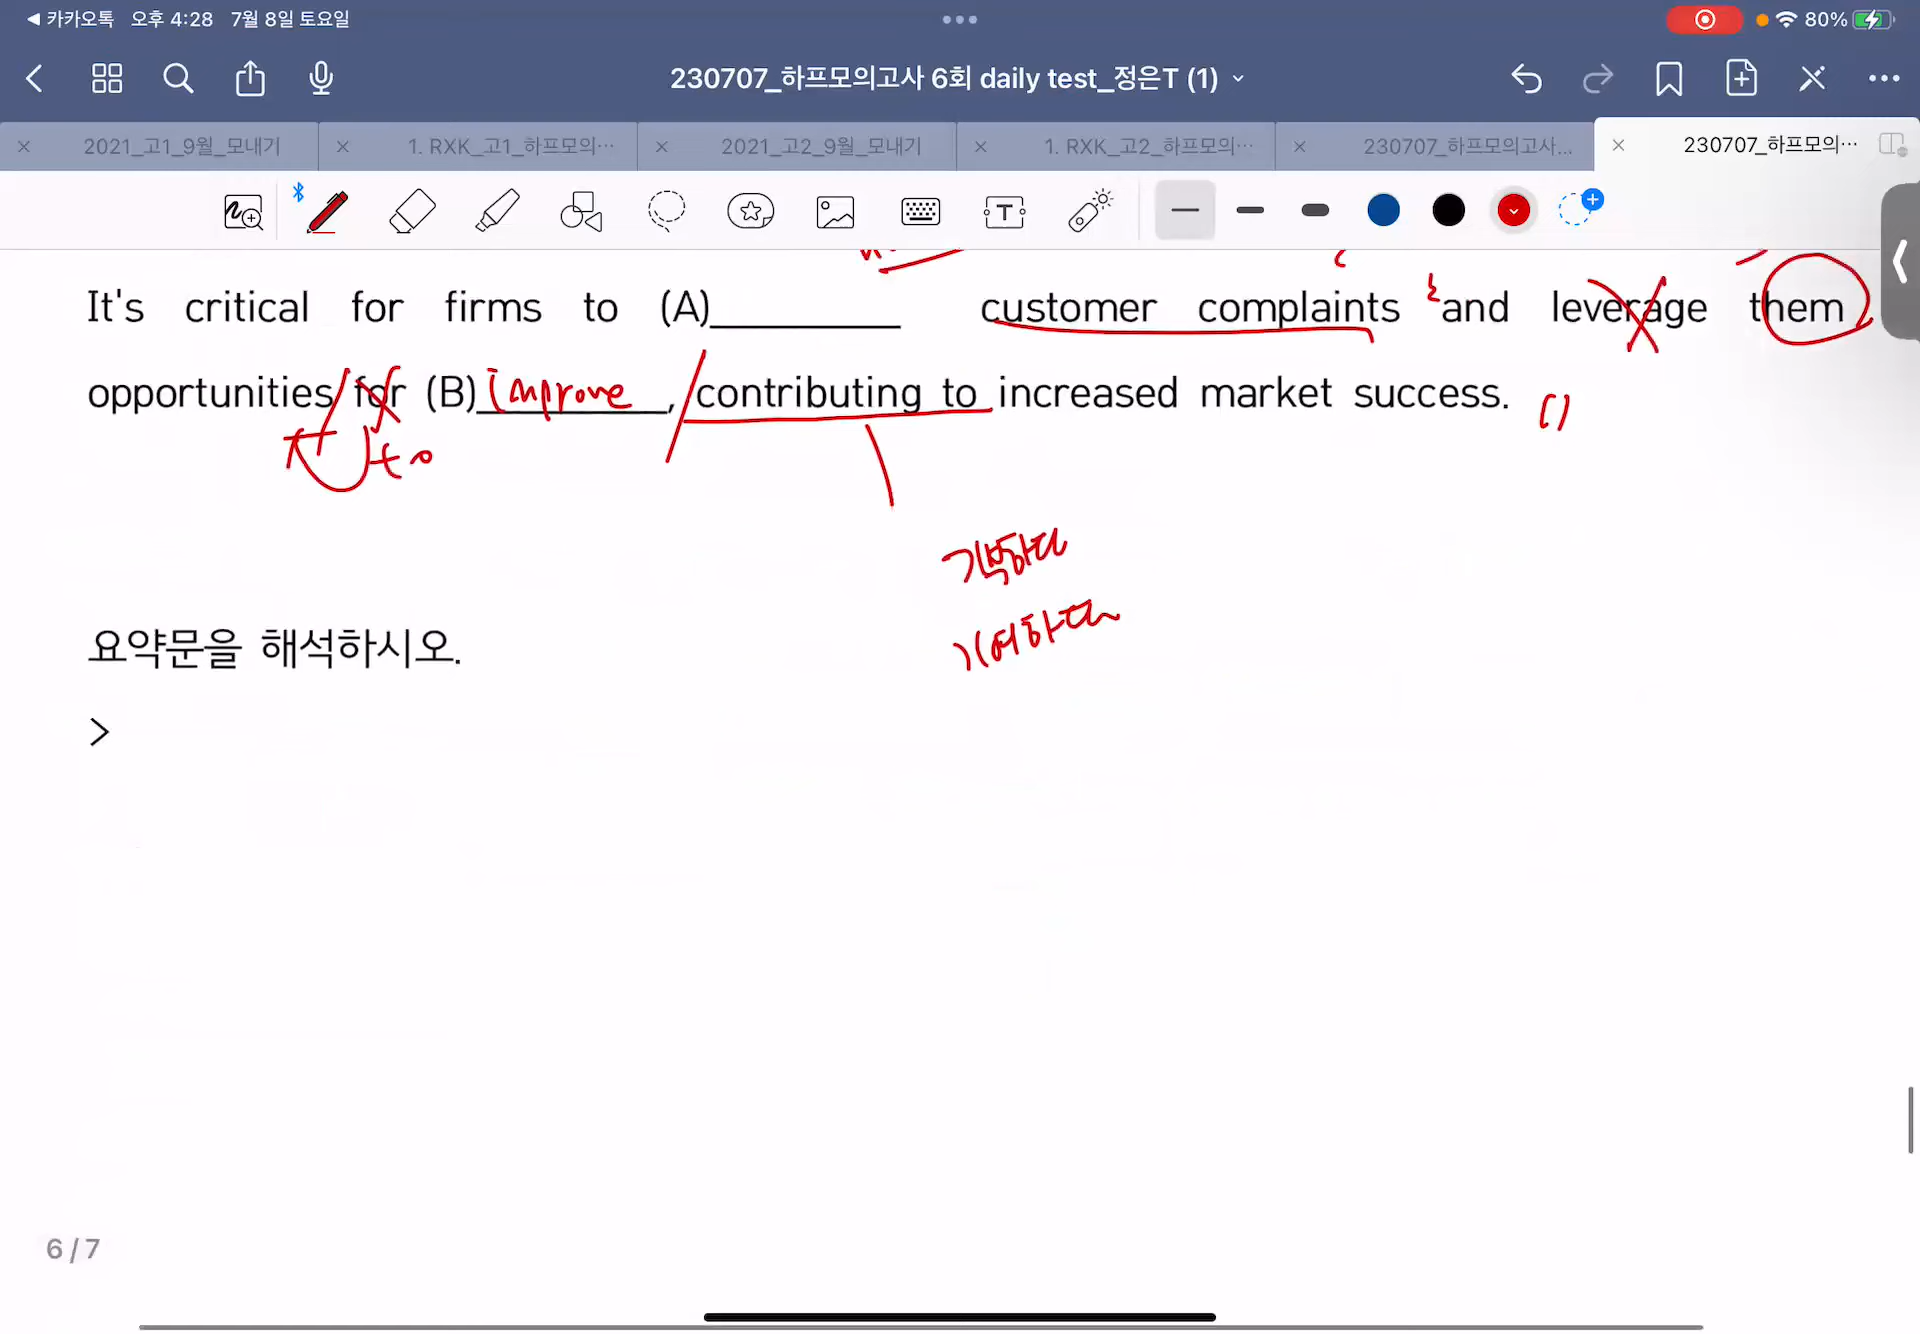 카카오톡 오후 4:28 7월 8일 토요일 80%
230707_하프모의고사 6회 daily test_정은T (1)
2021_고1_9월_모내기 1. RXK_고1_하프모의… 2021_고2_9월_모내기 1. RXK_고2_하프모의… 230707_하프모의고사... 230707_하프모의…
It's critical for firms to (A)__________ customer complaints and leverage them
opportunities for (B) improve, contributing to increased market success.
to
기여하다
요약문을 해석하시오.
>
6 / 7